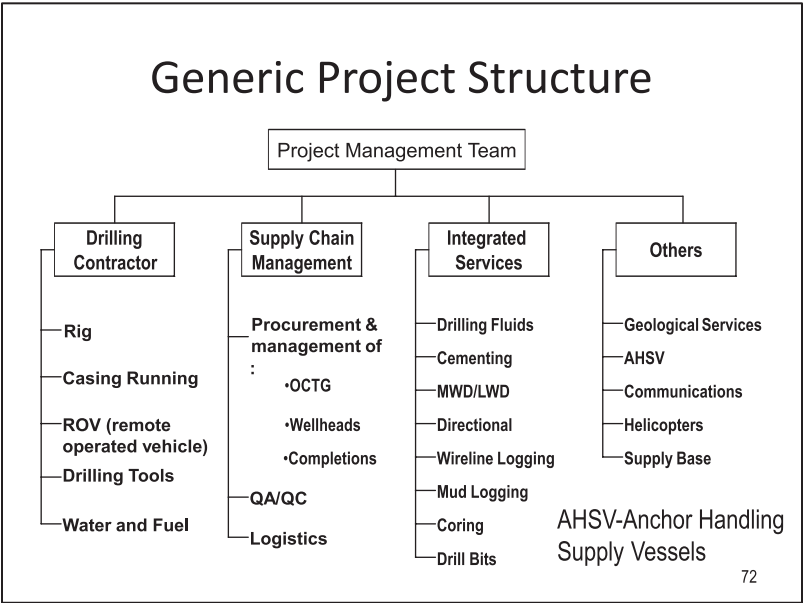 Generic Project Structure
Project Management Team
Drilling
Contractor
Rig
Casing Running
ROV (remote
operated vehicle)
Drilling Tools
Water and Fuel
Supply Chain
Management
Procurement &
management of
:
•OCTG
•Wellheads
•Completions
QA/QC
Logistics
Integrated
Services
Drilling Fluids
Cementing
MWD/LWD
Directional
Wireline Logging
Mud Logging
Coring
Drill Bits
Others
Geological Services
AHSV
Communications
Helicopters
Supply Base
AHSV-Anchor Handling
Supply Vessels
72